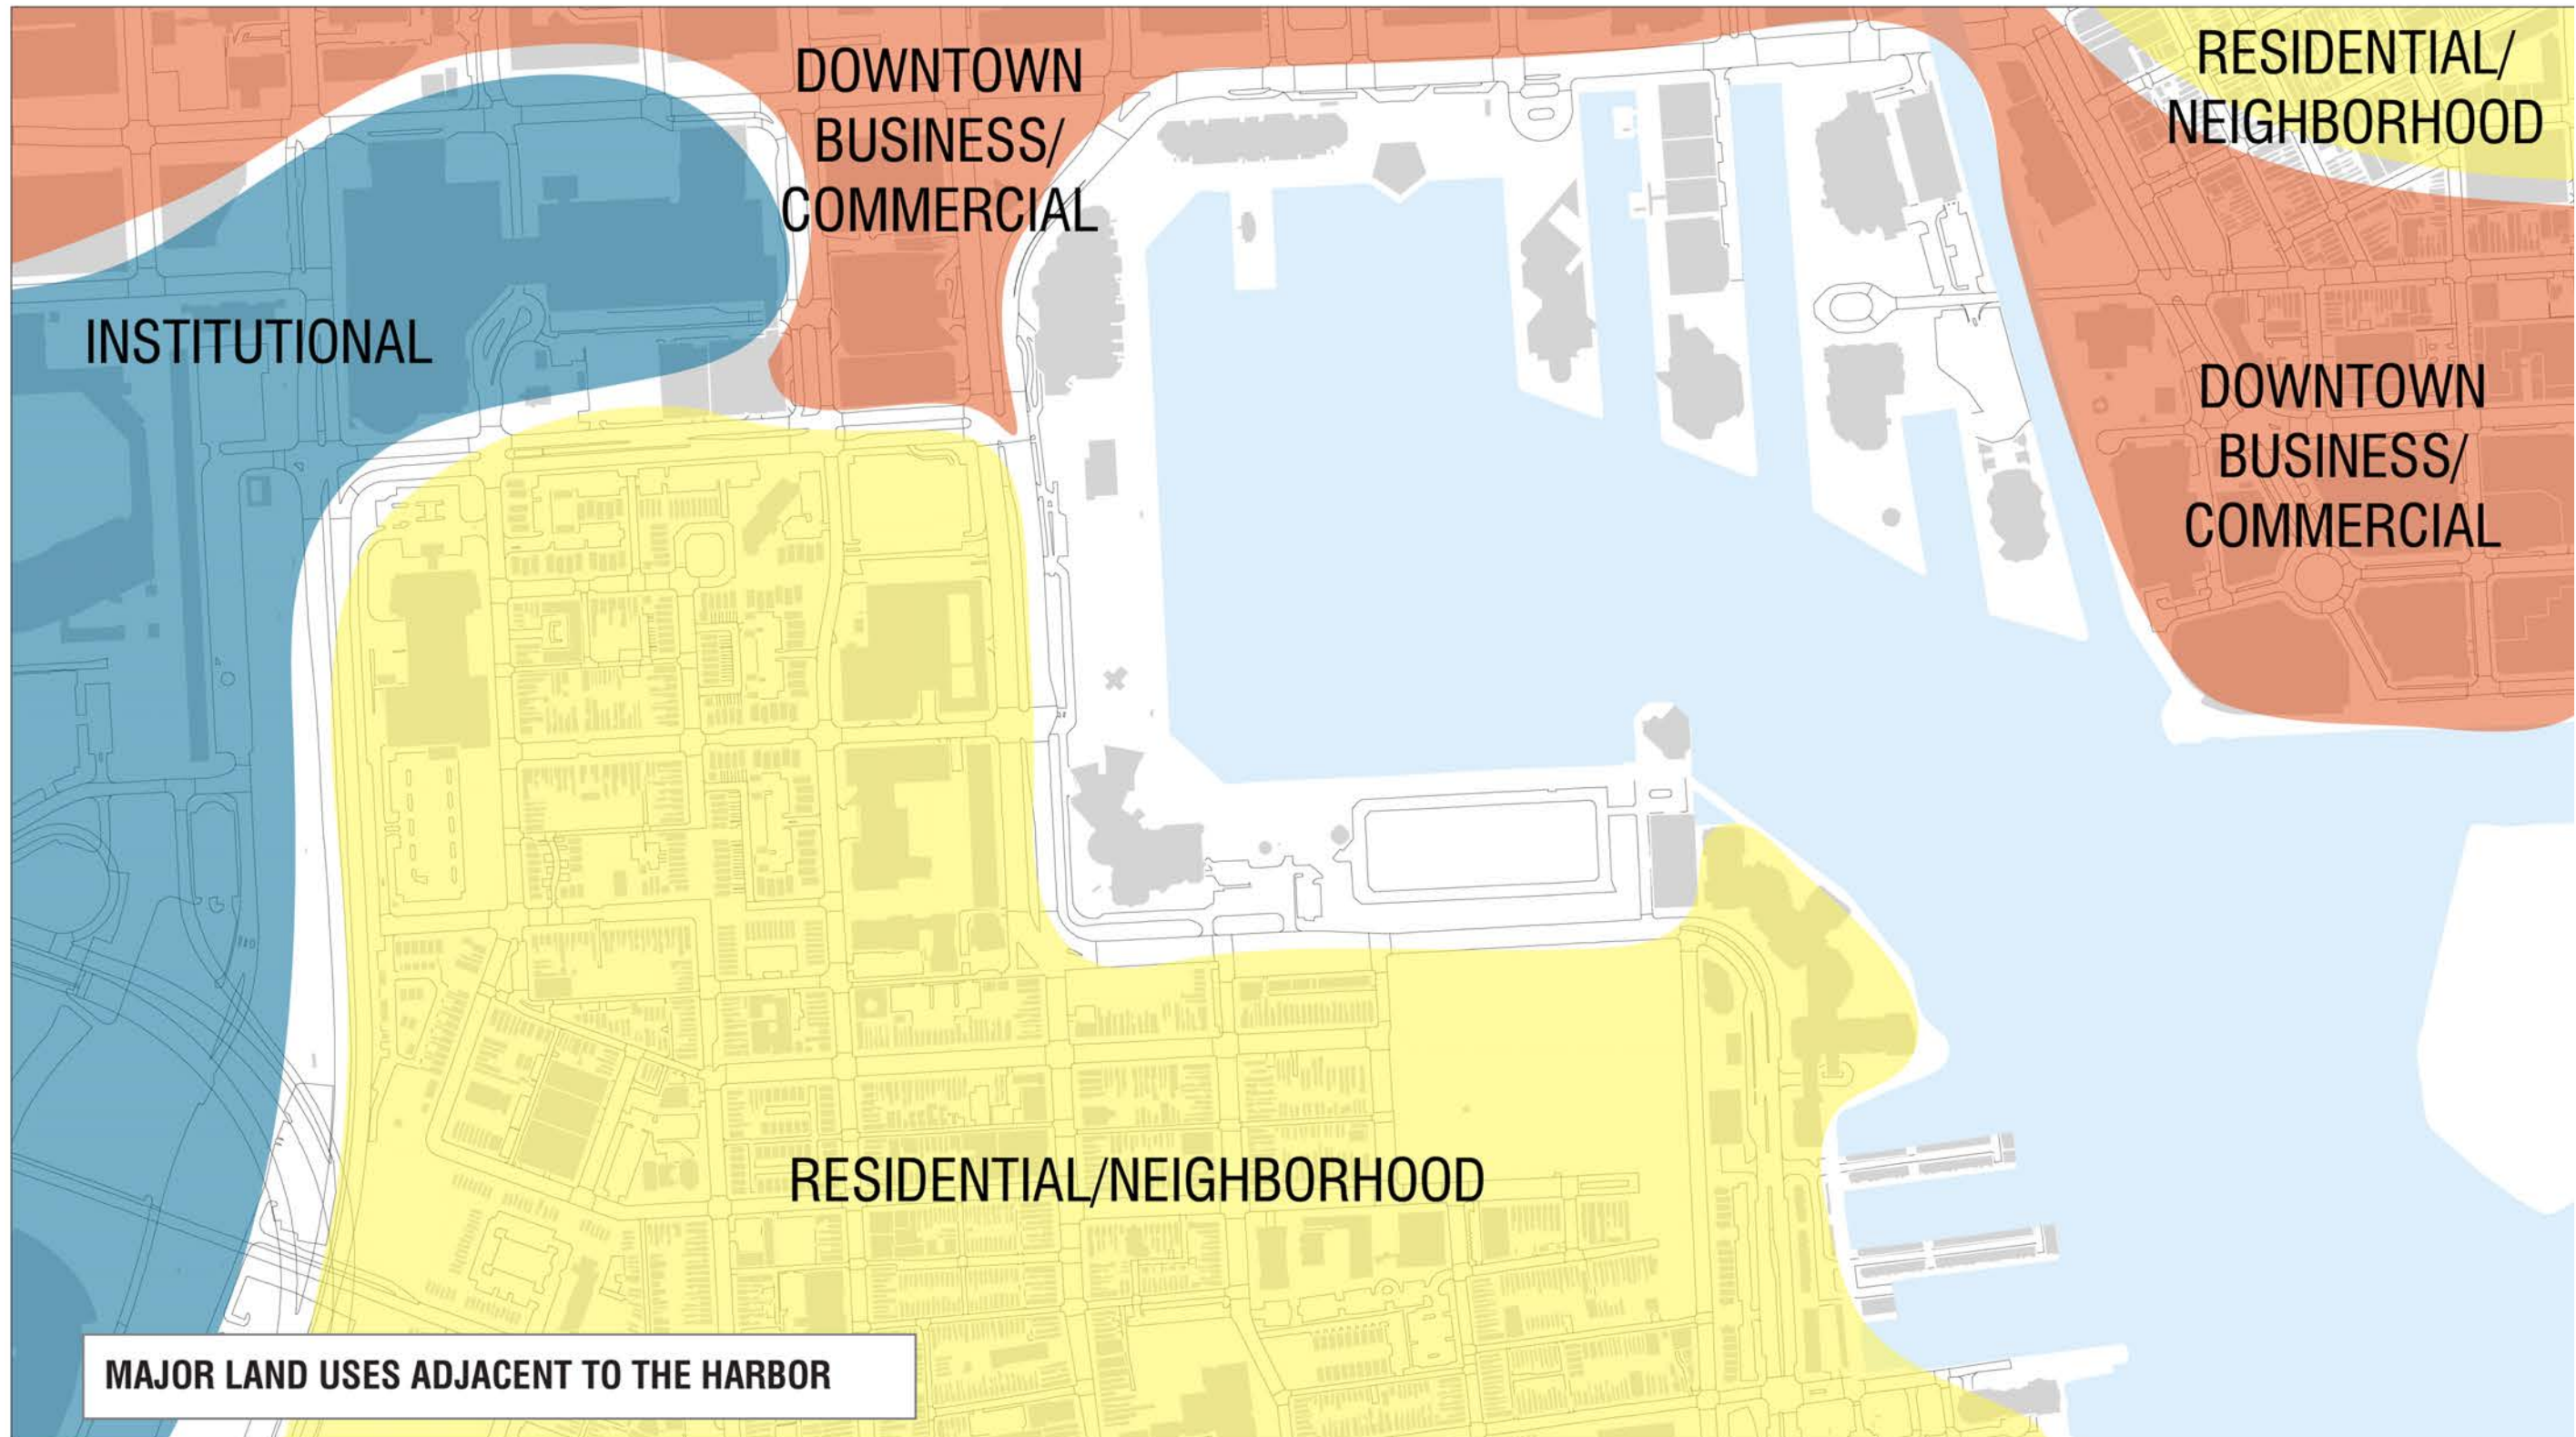 DOWNTOWN
BUSINESS/
COMMERCIAL
RESIDENTIAL/
NEIGHBORHOOD
INSTITUTIONAL
DOWNTOWN
BUSINESS/
COMMERCIAL
RESIDENTIAL/NEIGHBORHOOD
MAJOR LAND USES ADJACENT TO THE HARBOR